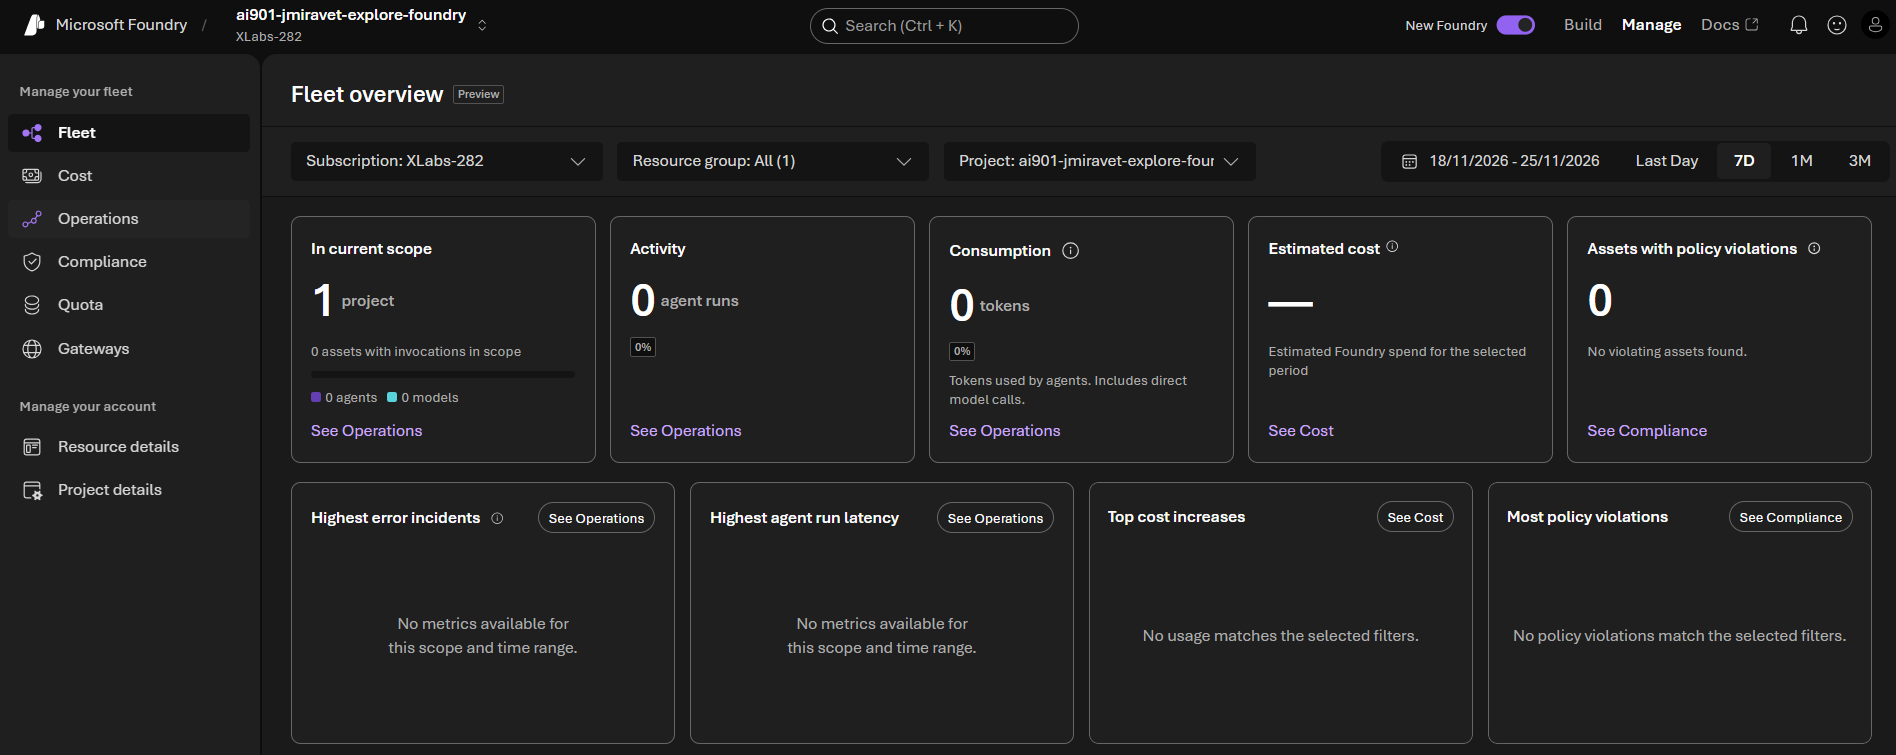 Microsoft Foundry / ai901-jmiravet-explore-foundry
XLabs-282
Search (Ctrl + K)
New Foundry
Build
Manage
Docs
Manage your fleet
Fleet
Cost
Operations
Compliance
Quota
Gateways
Manage your account
Resource details
Project details
Fleet overview Preview
Subscription: XLabs-282
Resource group: All (1)
Project: ai901-jmiravet-explore-four
18/11/2026 - 25/11/2026
Last Day
7D
1M
3M
In current scope
1 project
0 assets with invocations in scope
0 agents 0 models
See Operations
Activity
0 agent runs
0%
See Operations
Consumption
0 tokens
0%
Tokens used by agents. Includes direct
model calls.
See Operations
Estimated cost
—
Estimated Foundry spend for the selected
period
See Cost
Assets with policy violations
0
No violating assets found.
See Compliance
Highest error incidents
See Operations
No metrics available for
this scope and time range.
Highest agent run latency
See Operations
No metrics available for
this scope and time range.
Top cost increases
See Cost
No usage matches the selected filters.
Most policy violations
See Compliance
No policy violations match the selected filters.